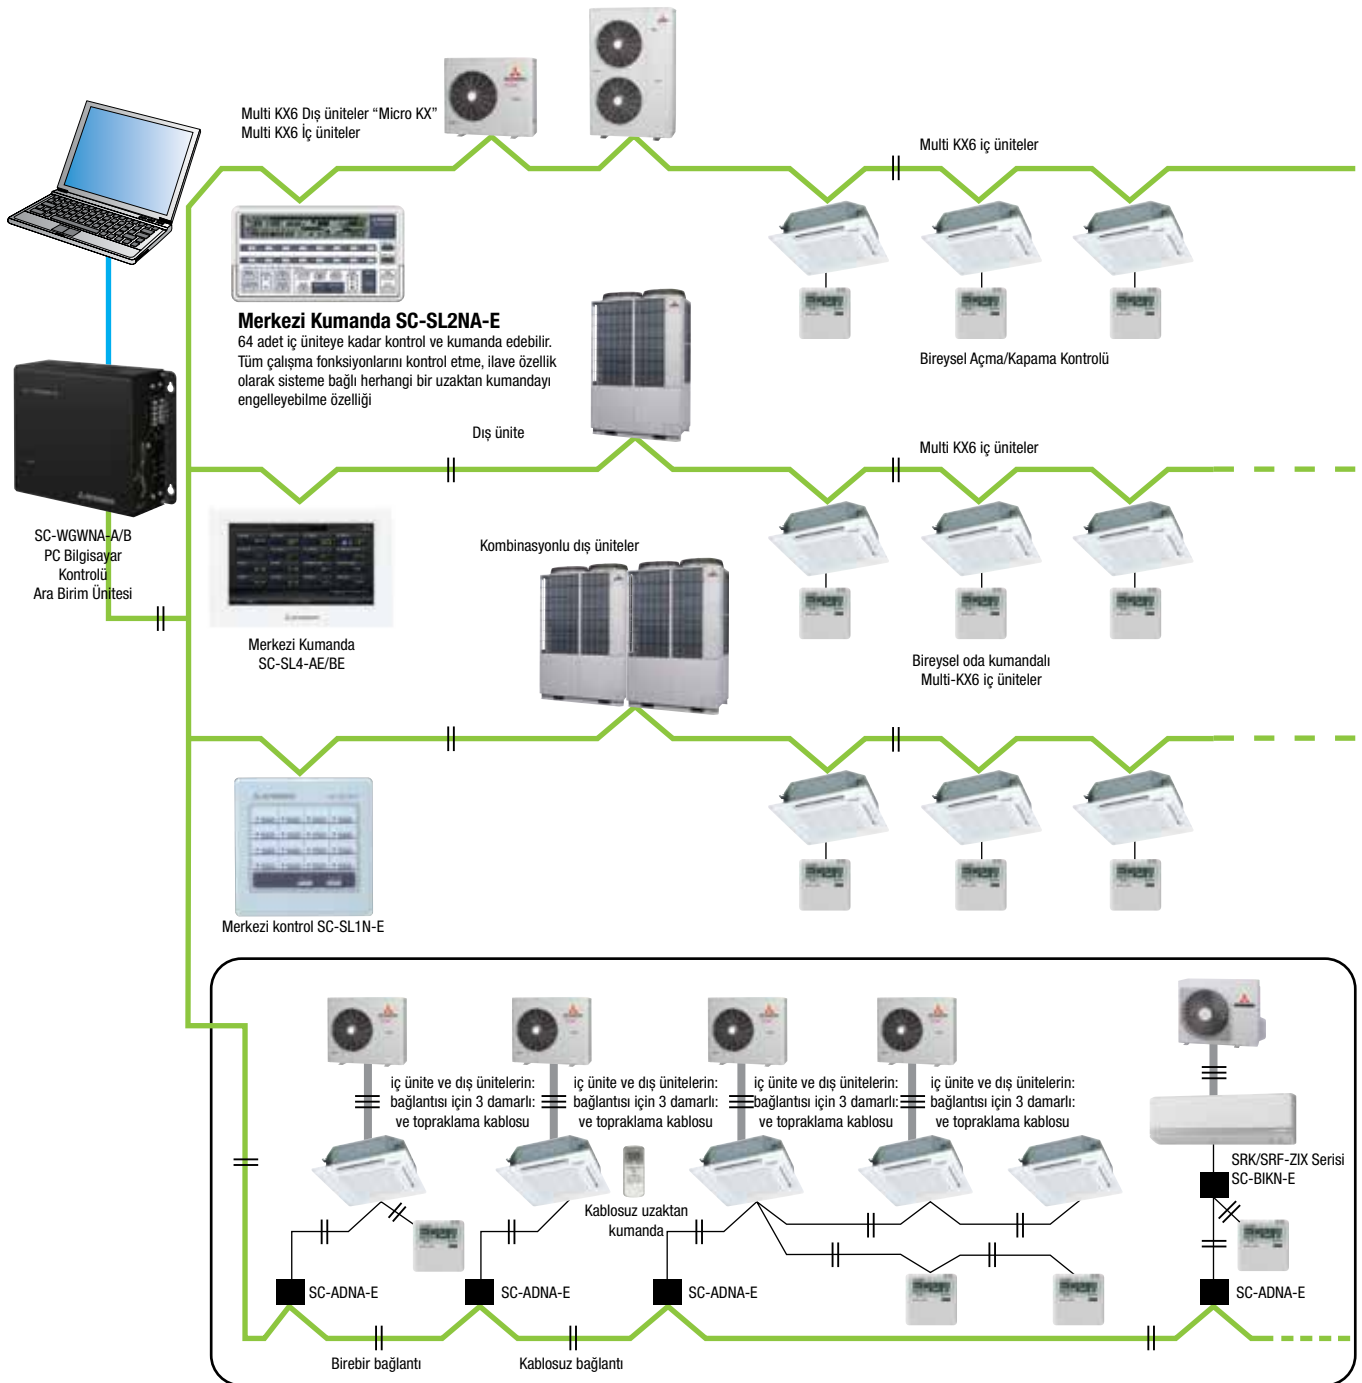 Multi KX6 Dış üniteler “Micro KX”
Multi KX6 İç üniteler
Multi KX6 iç üniteler
Merkezi Kumanda SC-SL2NA-E
64 adet iç üniteye kadar kontrol ve kumanda edebilir.
Tüm çalışma fonksiyonlarını kontrol etme, ilave özellik
olarak sisteme bağlı herhangi bir uzaktan kumandayı
engelleyebilme özelliği
Bireysel Açma/Kapama Kontrolü
Dış ünite
Multi KX6 iç üniteler
SC-WGWNA-A/B
PC Bilgisayar
Kontrolü
Ara Birim Ünitesi
Kombinasyonlu dış üniteler
Merkezi Kumanda
SC-SL4-AE/BE
Bireysel oda kumandalı
Multi-KX6 iç üniteler
Merkezi kontrol SC-SL1N-E
iç ünite ve dış ünitelerin:
bağlantısı için 3 damarlı:
ve topraklama kablosu
iç ünite ve dış ünitelerin:
bağlantısı için 3 damarlı:
ve topraklama kablosu
iç ünite ve dış ünitelerin:
bağlantısı için 3 damarlı:
ve topraklama kablosu
iç ünite ve dış ünitelerin:
bağlantısı için 3 damarlı:
ve topraklama kablosu
SRK/SRF-ZIX Serisi
SC-BIKN-E
Kablosuz uzaktan
kumanda
SC-ADNA-E
SC-ADNA-E
SC-ADNA-E
SC-ADNA-E
Birebir bağlantı
Kablosuz bağlantı